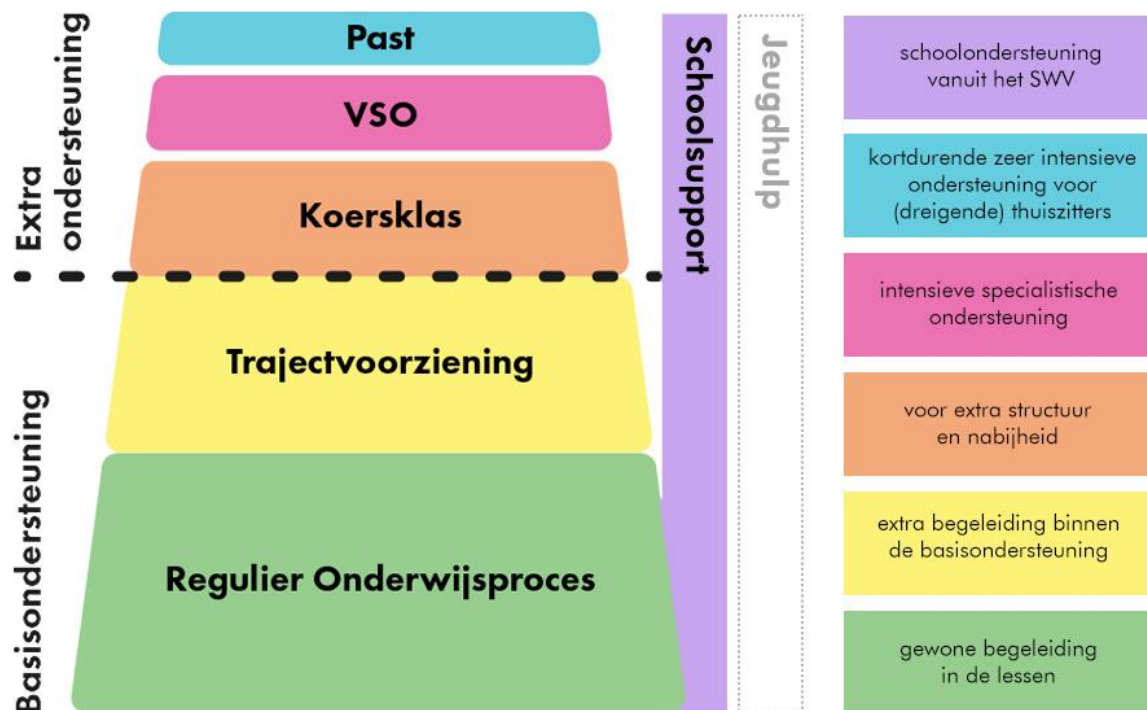 Extra
ondersteuning
Basisondersteuning
Past
VSO
Koersklas
Trajectvoorziening
Regulier Onderwijsproces
Schoolsupport
Jeugdhulp
schoolondersteuning
vanuit het SWV
kortdurende zeer intensieve
ondersteuning voor
(dreigende) thuiszitters
intensieve specialistische
ondersteuning
voor extra structuur
en nabijheid
extra begeleiding binnen
de basisondersteuning
gewone begeleiding
in de lessen